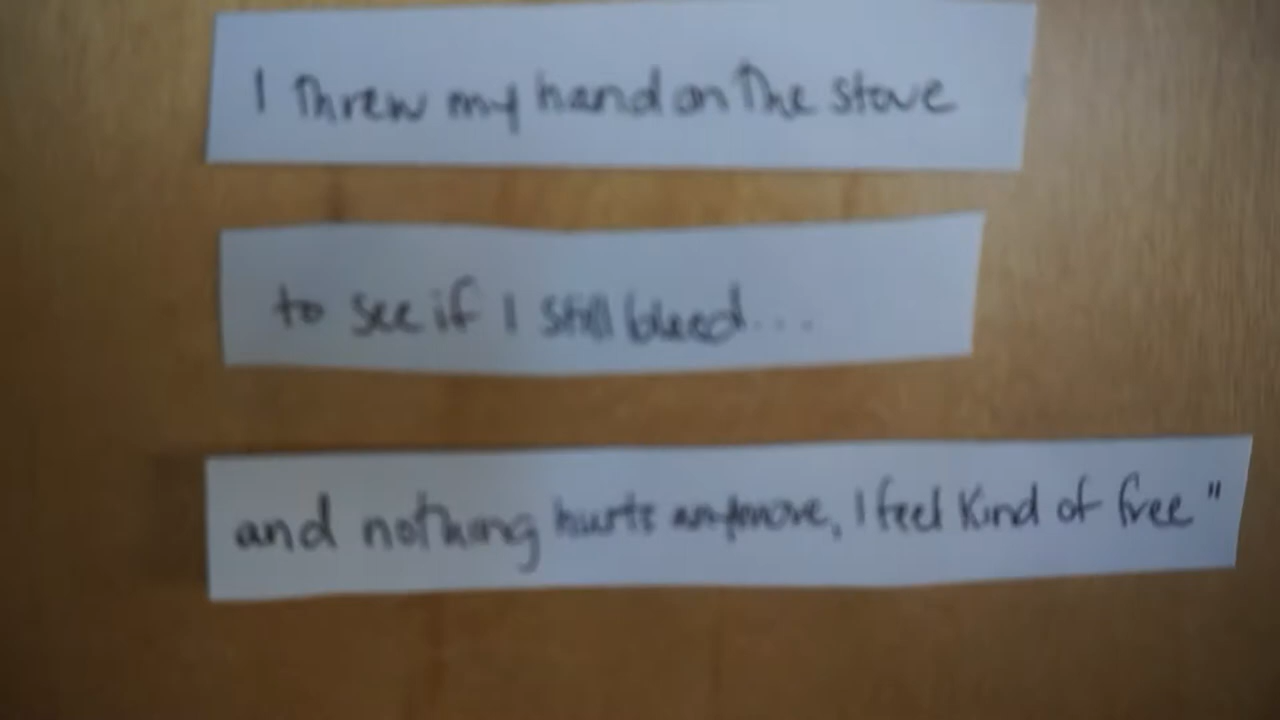 I threw my hand on the stove
to see if I still bleed...
and nothing hurts anymore, I feel kind of free"